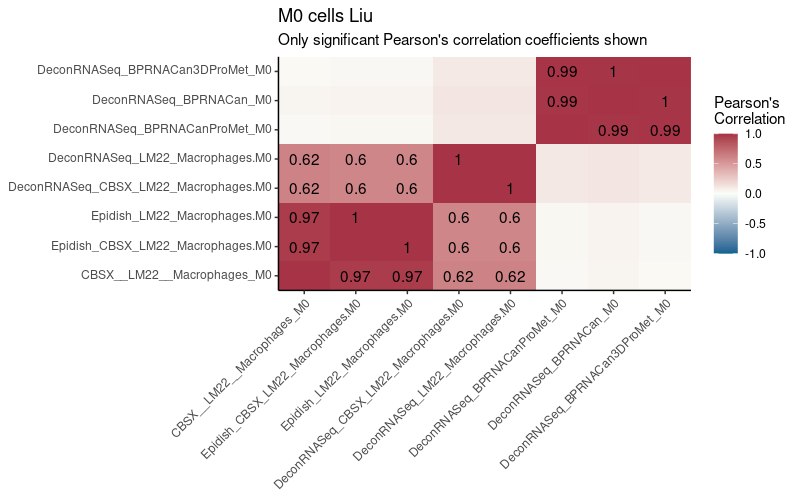 M0 cells Liu
Only significant Pearson's correlation coefficients shown
DeconRNASeq_BPRNACan3DProMet_M0 0.99 1
DeconRNASeq_BPRNACan_M0 0.99 1
DeconRNASeq_BPRNACanProMet_M0 0.99 0.99
DeconRNASeq_LM22_Macrophages.M0 0.62 0.6 0.6 1
DeconRNASeq_CBSX_LM22_Macrophages.M0 0.62 0.6 0.6 1
Epidish_LM22_Macrophages.M0 0.97 1 0.6 0.6
Epidish_CBSX_LM22_Macrophages.M0 0.97 1 0.6 0.6
CBSX__LM22__Macrophages_M0 0.97 0.97 0.62 0.62
CBSX__LM22__Macrophages_M0
Epidish_CBSX_LM22_Macrophages.M0
Epidish_LM22_Macrophages.M0
DeconRNASeq_CBSX_LM22_Macrophages.M0
DeconRNASeq_LM22_Macrophages.M0
DeconRNASeq_BPRNACanProMet_M0
DeconRNASeq_BPRNACan_M0
DeconRNASeq_BPRNACan3DProMet_M0
Pearson's
Correlation
1.0
0.5
0.0
-0.5
-1.0